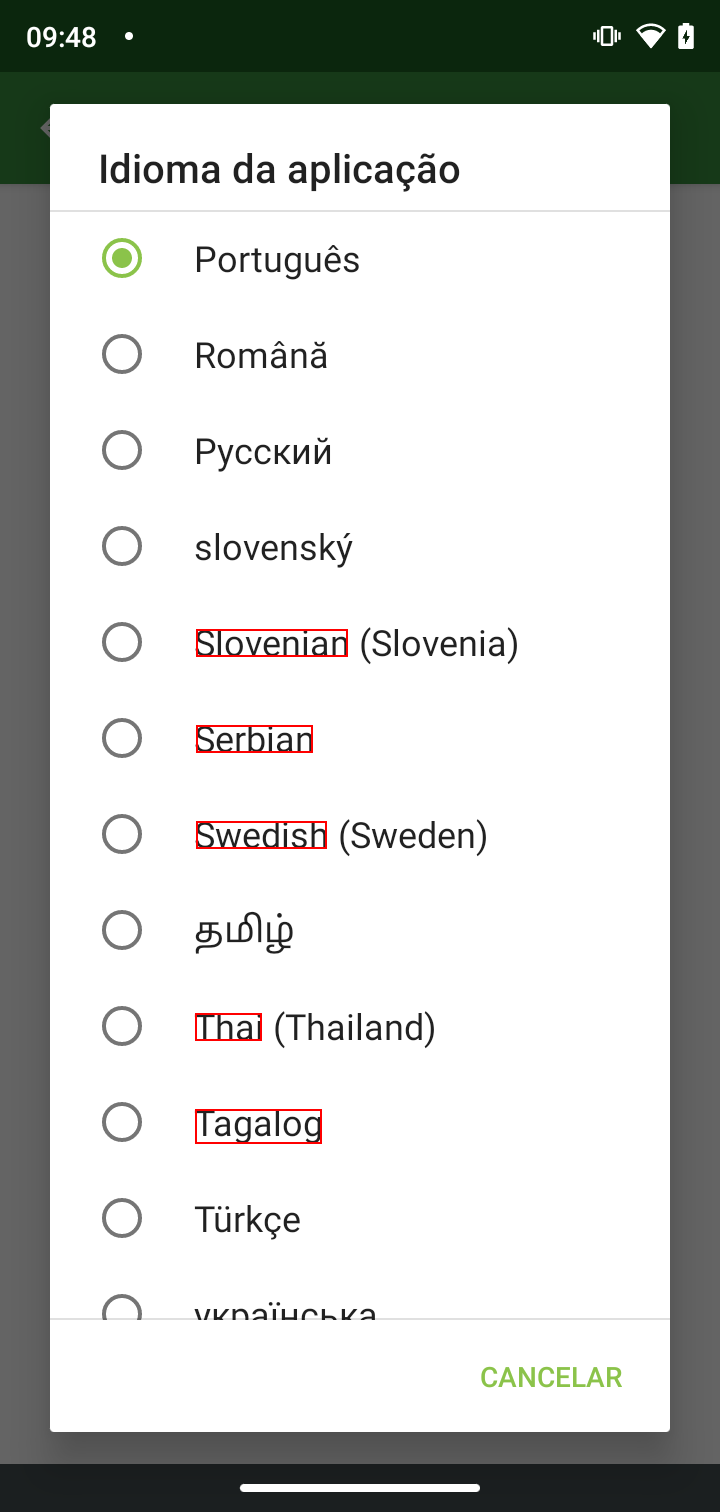 09:48
Idioma da aplicação
Português
Română
Русский
slovenský
Slovenian (Slovenia)
Serbian
Swedish (Sweden)
தமிழ்
Thai (Thailand)
Tagalog
Türkçe
українська
CANCELAR